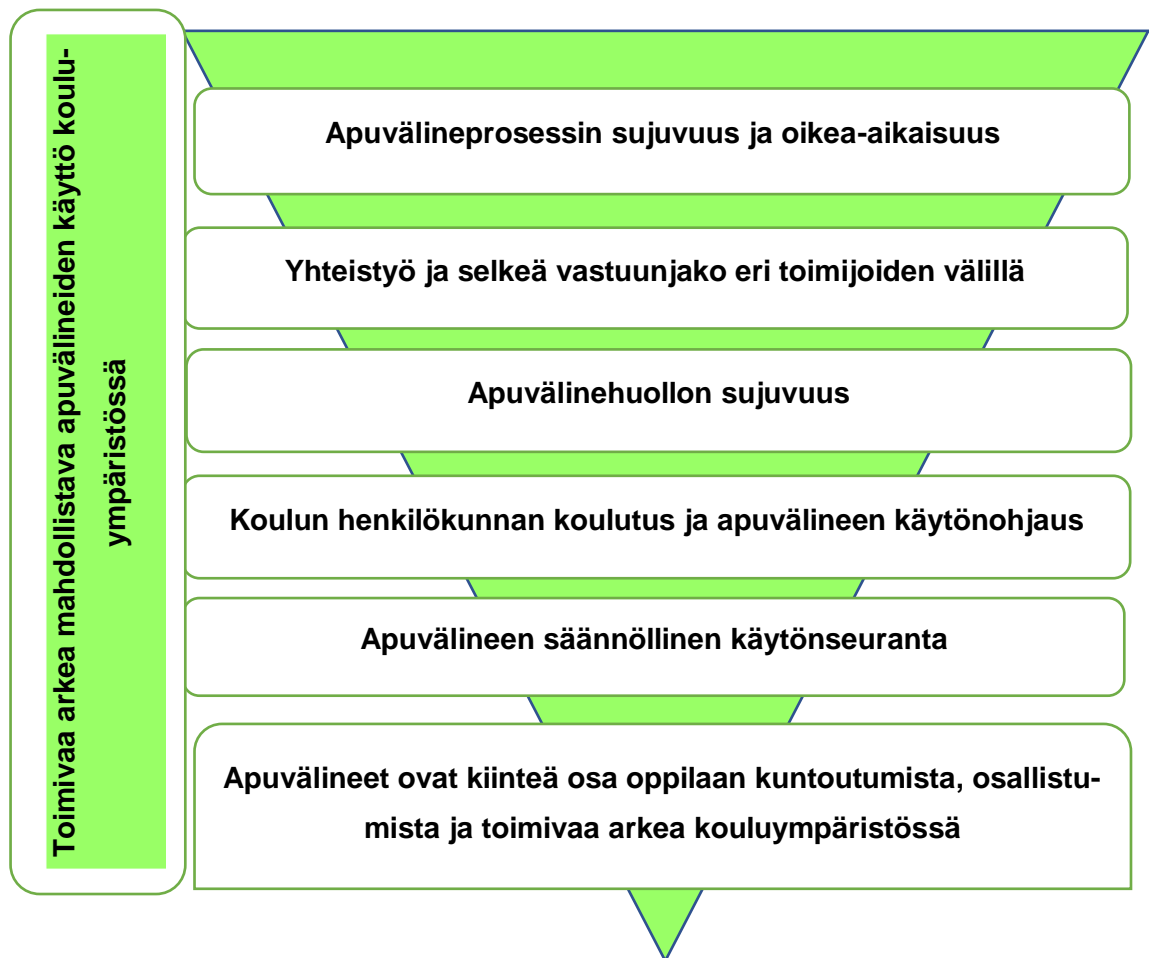 Toimivaa arkea mahdollistava apuvälineiden käyttö koulu-
ympäristössä
Apuvälineprosessin sujuvuus ja oikea-aikaisuus
Yhteistyö ja selkeä vastuunjako eri toimijoiden välillä
Apuvälinehuollon sujuvuus
Koulun henkilökunnan koulutus ja apuvälineen käytönohjaus
Apuvälineen säännöllinen käytönseuranta
Apuvälineet ovat kiinteä osa oppilaan kuntoutumista, osallistu-
mista ja toimivaa arkea kouluympäristössä